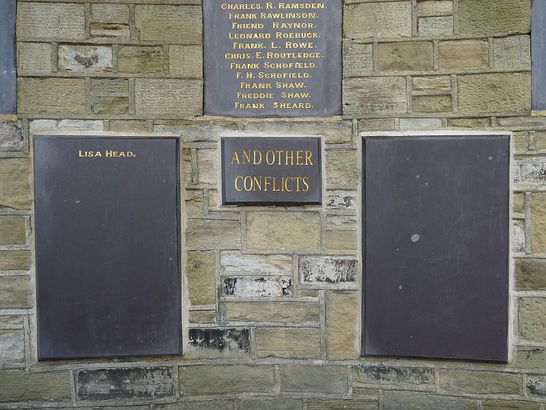 CHARLES. R. RAMSDEN.
FRANK RAWLINSON.
FRIEND RAYNOR.
LEONARD ROEBUCK.
FRANK. L. ROWE.
CHRIS. E. ROUTLEDGE.
FRANK SCHOFIELD.
F. H. SCHOFIELD.
FRANK SHAW.
FREDDIE SHAW.
FRANK SHEARD.
LISA HEAD.
AND OTHER
CONFLICTS